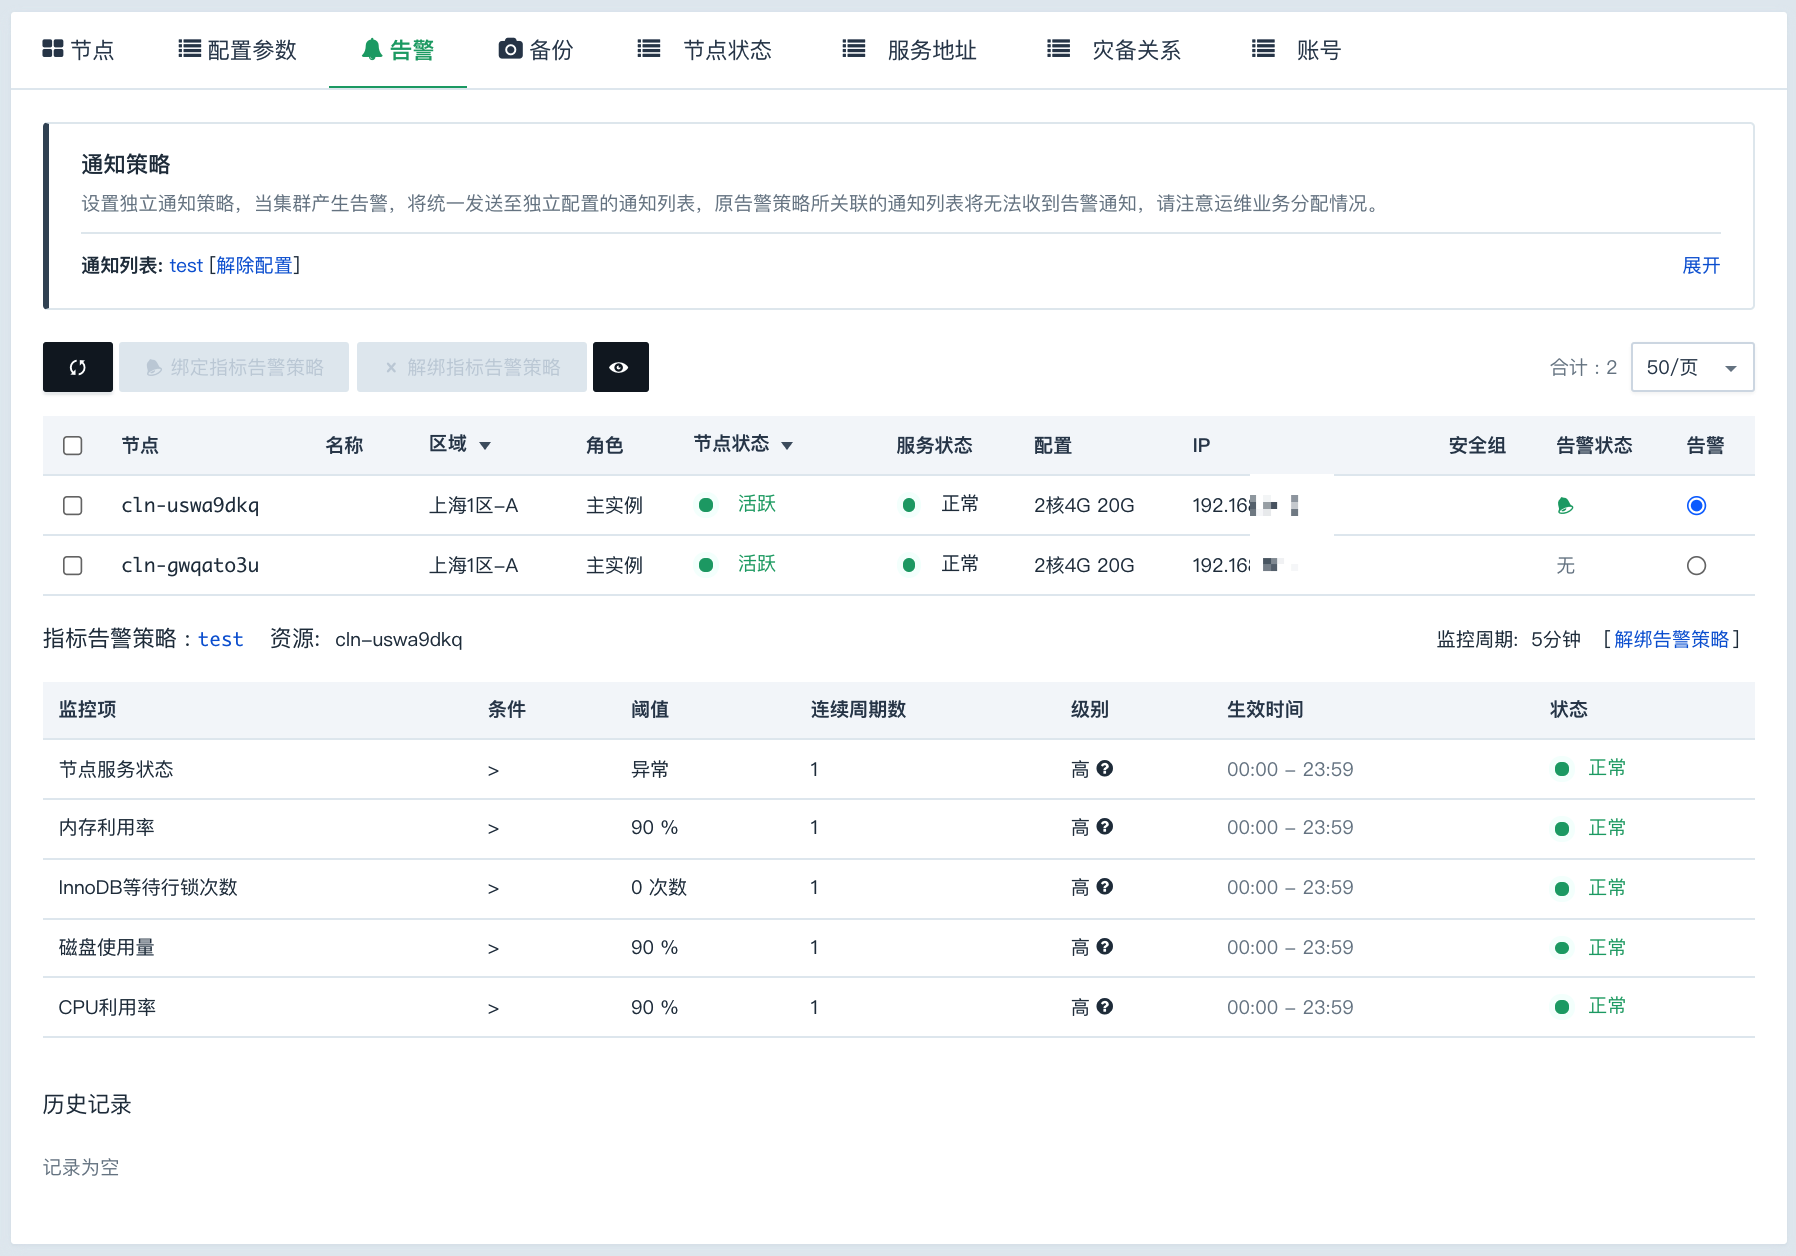 节点 配置参数 告警 备份 节点状态 服务地址 灾备关系 账号
通知策略
设置独立通知策略，当集群产生告警，将统一发送至独立配置的通知列表，原告警策略所关联的通知列表将无法收到告警通知，请注意运维业务分配情况。
通知列表: test [解除配置] 展开
绑定指标告警策略 × 解绑指标告警策略 合计：2 50/页
节点 名称 区域 角色 节点状态 服务状态 配置 IP 安全组 告警状态 告警
cln-uswa9dkq 上海1区-A 主实例 活跃 正常 2核4G 20G 192.16
cln-gwqato3u 上海1区-A 主实例 活跃 正常 2核4G 20G 192.16 无
指标告警策略：test 资源: cln-uswa9dkq 监控周期: 5分钟 [解绑告警策略]
监控项 条件 阈值 连续周期数 级别 生效时间 状态
节点服务状态 > 异常 1 高 00:00 - 23:59 正常
内存利用率 > 90 % 1 高 00:00 - 23:59 正常
InnoDB等待行锁次数 > 0 次数 1 高 00:00 - 23:59 正常
磁盘使用量 > 90 % 1 高 00:00 - 23:59 正常
CPU利用率 > 90 % 1 高 00:00 - 23:59 正常
历史记录
记录为空